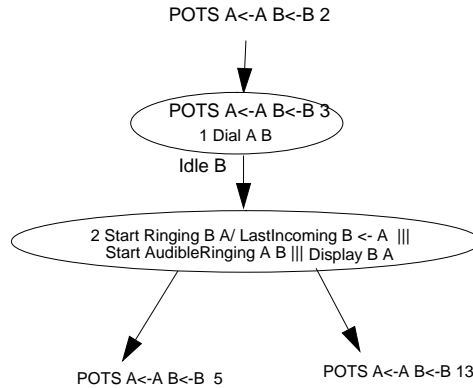 POTS A<-A B<-B 2
POTS A<-A B<-B 3
1 Dial A B
Idle B
2 Start Ringing B A/ LastIncoming B <- A |||
Start AudibleRinging A B ||| Display B A
POTS A<-A B<-B 5
POTS A<-A B<-B 13